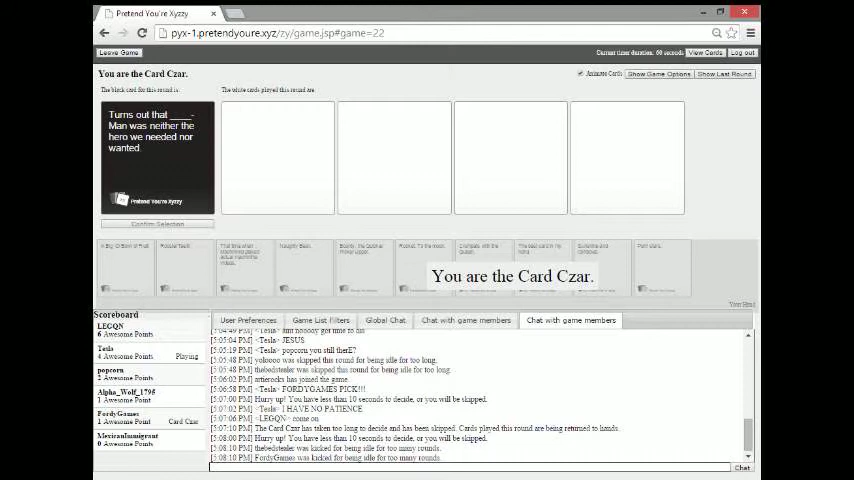 Pretend You're Xyzzy
pyx-1.pretendyoure.xyz/zy/game.jsp#game=22
Leave Game
Current timer duration: 60 seconds
View Cards
Log out
You are the Card Czar.
Animate Cards
Show Game Options
Show Last Round
The black card for this round is:
The white cards played this round are:
Turns out that ____-
Man was neither the
hero we needed nor
wanted.
Pretend You're Xyzzy
Confirm Selection
Naughty Bean.
Rocket. To the moon.
You are the Card Czar.
Your Hand
Scoreboard
User Preferences
Game List Filters
Global Chat
Chat with game members
Chat with game members
LEGQN
6 Awesome Points
Tesla
4 Awesome Points
Playing
popcorn
2 Awesome Points
Alpha_Wolf_1795
1 Awesome Point
FordyGames
1 Awesome Point
Card Czar
MexicanImmigrant
0 Awesome Points
[5:05:04 PM] <Tesla> JESUS
[5:05:19 PM] <Tesla> popcorn you still therE?
[5:05:48 PM] yoloooo was skipped this round for being idle for too long.
[5:05:48 PM] thebedstealer was skipped this round for being idle for too long.
[5:06:02 PM] artierocks has joined the game.
[5:06:58 PM] <Tesla> FORDYGAMES PICK!!!
[5:07:00 PM] Hurry up! You have less than 10 seconds to decide, or you will be skipped.
[5:07:02 PM] <Tesla> I HAVE NO PATIENCE
[5:07:06 PM] <LEGQN> come on
[5:07:10 PM] The Card Czar has taken too long to decide and has been skipped. Cards played this round are being returned to hands.
[5:08:00 PM] Hurry up! You have less than 10 seconds to decide, or you will be skipped.
[5:08:10 PM] thebedstealer was kicked for being idle for too many rounds.
[5:08:10 PM] FordyGames was kicked for being idle for too many rounds.
Chat